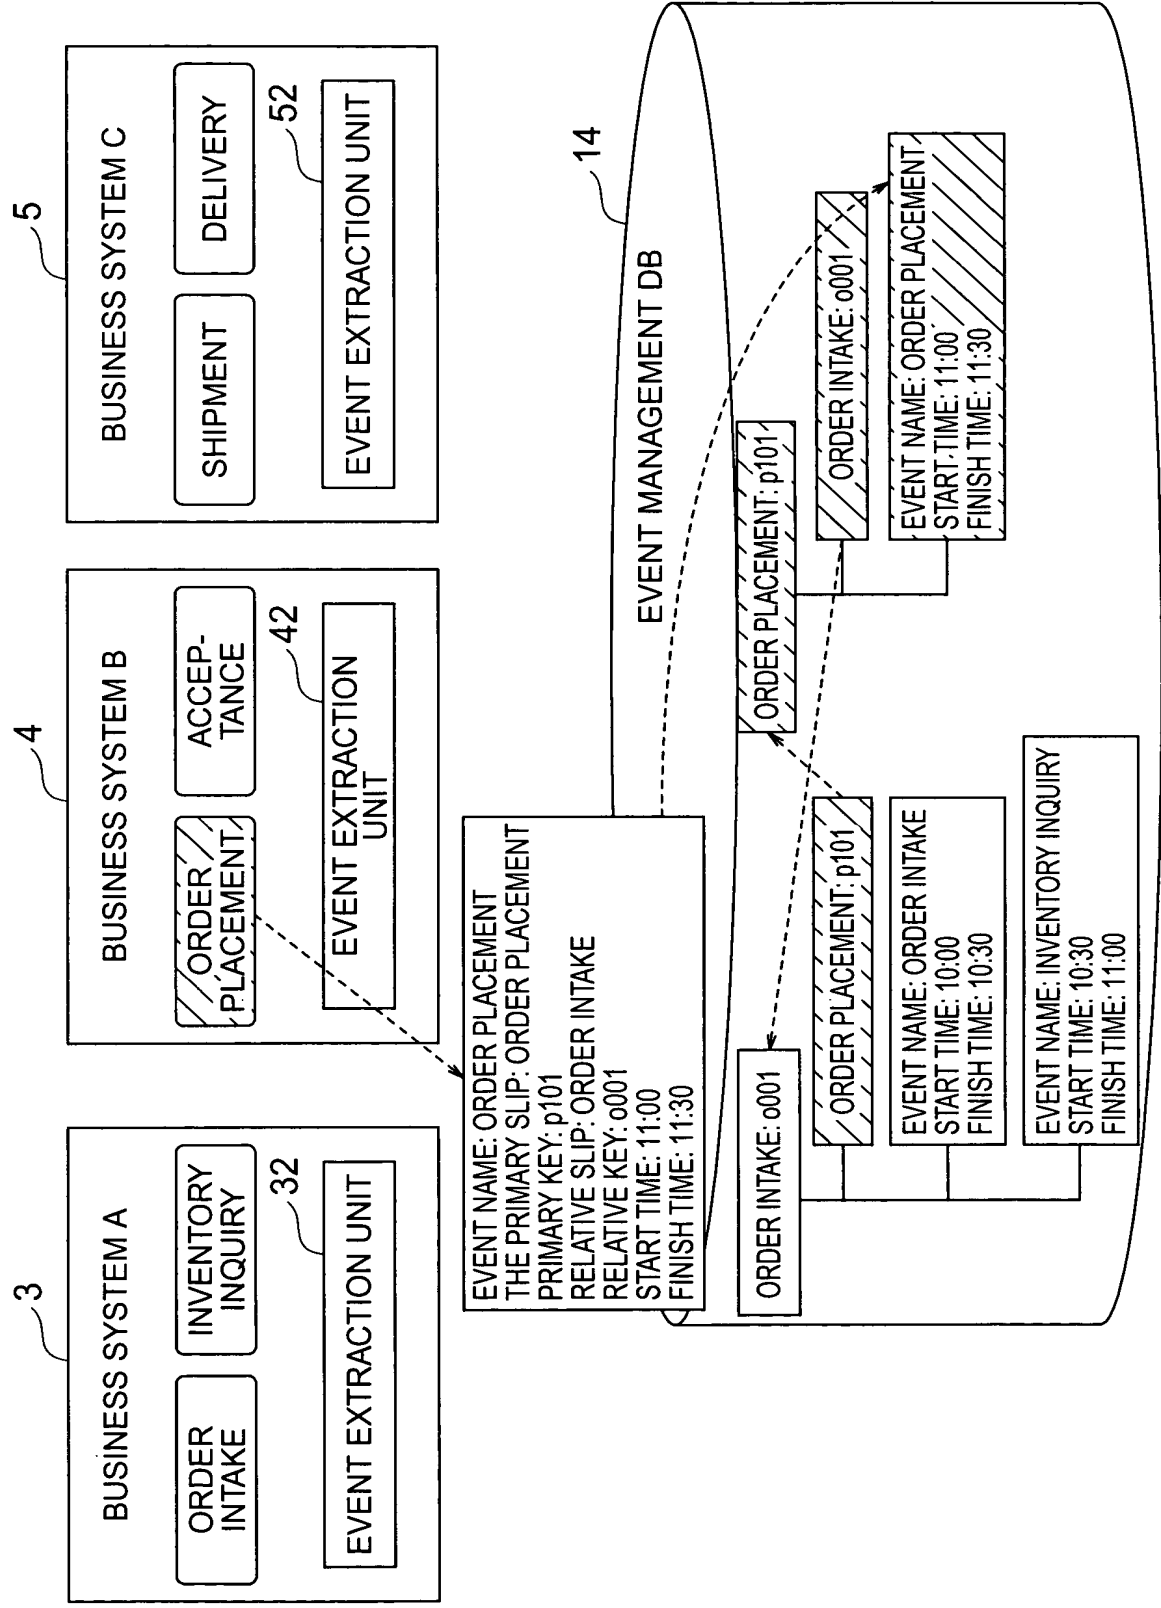 3
BUSINESS SYSTEM A
ORDER
INTAKE
INVENTORY
INQUIRY
32
EVENT EXTRACTION UNIT
4
BUSINESS SYSTEM B
ORDER
PLACEMENT
ACCEP-
TANCE
42
EVENT EXTRACTION
UNIT
5
BUSINESS SYSTEM C
SHIPMENT
DELIVERY
52
EVENT EXTRACTION UNIT
EVENT NAME: ORDER PLACEMENT
THE PRIMARY SLIP: ORDER PLACEMENT
PRIMARY KEY: p101
RELATIVE SLIP: ORDER INTAKE
RELATIVE KEY: o001
START TIME: 11:00
FINISH TIME: 11:30
14
EVENT MANAGEMENT DB
ORDER INTAKE: o001
ORDER PLACEMENT: p101
EVENT NAME: ORDER INTAKE
START TIME: 10:00
FINISH TIME: 10:30
EVENT NAME: INVENTORY INQUIRY
START TIME: 10:30
FINISH TIME: 11:00
ORDER PLACEMENT: p101
ORDER INTAKE: o001
EVENT NAME: ORDER PLACEMENT
START TIME: 11:00
FINISH TIME: 11:30